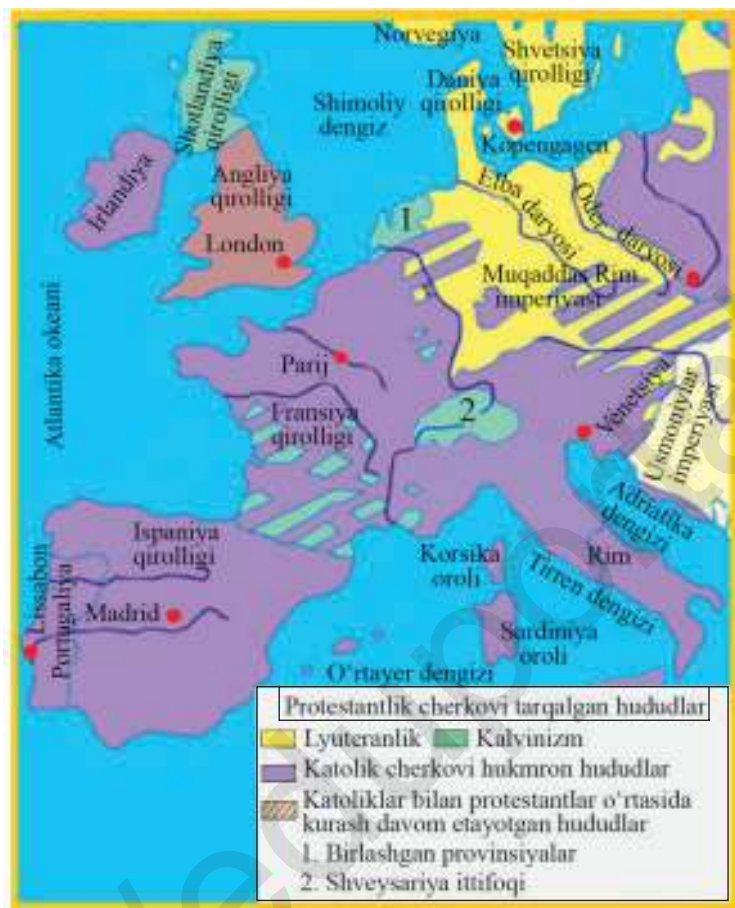 Norvegiya
Shvetsiya
qirolligi
Daniya
qirolligi
Shimoliy
dengiz
Kopengagen
Shotlandiya
qirolligi
Irlandiya
Angliya
qirolligi
London
1
Elba daryosi
Oder daryosi
Muqaddas Rim
imperiyasi
Atlantika okeani
Parij
Fransiya
qirolligi
2
Venetsiya
Usmoniylar
imperiyasi
Adriatika
dengizi
Ispaniya
qirolligi
Korsika
oroli
Rim
Tirren dengizi
Lissabon
Portugaliya
Madrid
Sardiniya
oroli
O‘rtayer dengizi
Protestantlik cherkovi tarqalgan hududlar
Lyuteranlik
Kalvinizm
Katolik cherkovi hukmron hududlar
Katoliklar bilan protestantlar o‘rtasida
kurash davom etayotgan hududlar
1. Birlashgan provinsiyalar
2. Shveysariya ittifoqi